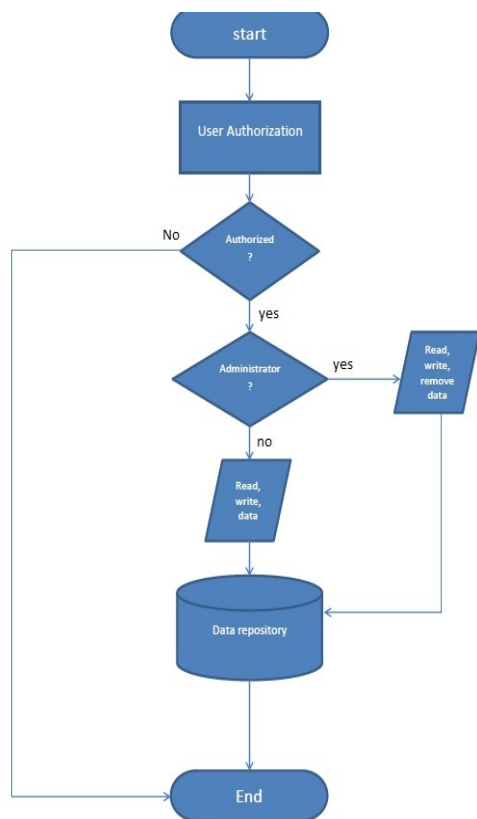 start
User Authorization
No
Authorized
?
yes
Administrator
?
yes
Read,
write,
remove
data
no
Read,
write,
data
Data repository
End